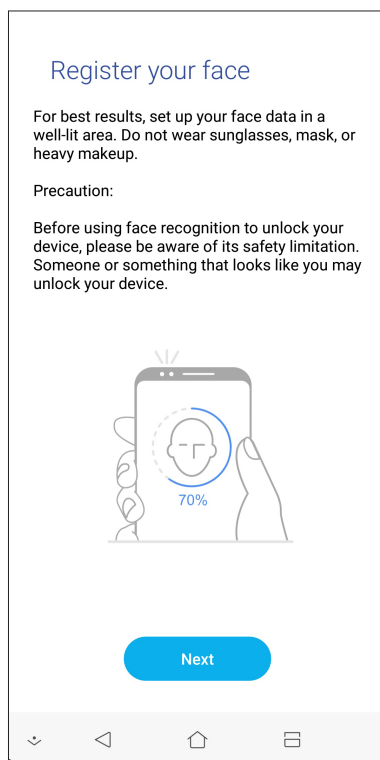 Register your face
For best results, set up your face data in a
well-lit area. Do not wear sunglasses, mask, or
heavy makeup.
Precaution:
Before using face recognition to unlock your
device, please be aware of its safety limitation.
Someone or something that looks like you may
unlock your device.
70%
Next